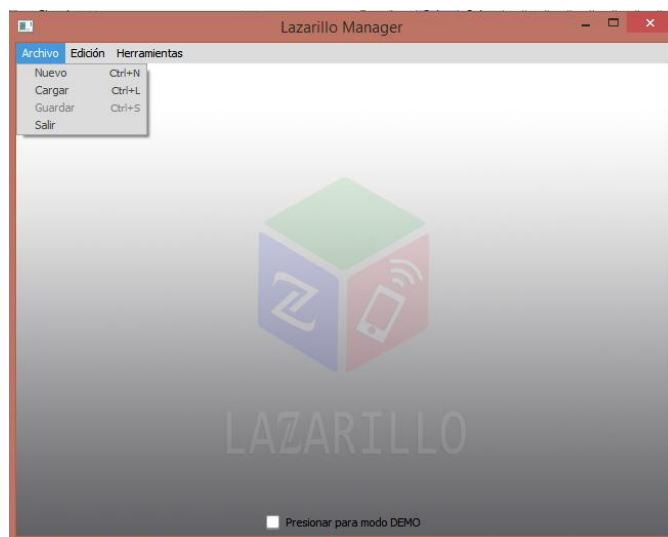 Lazarillo Manager
Archivo Edición Herramientas
Nuevo Ctrl+N
Cargar Ctrl+L
Guardar Ctrl+S
Salir
LAZARILLO
Presionar para modo DEMO